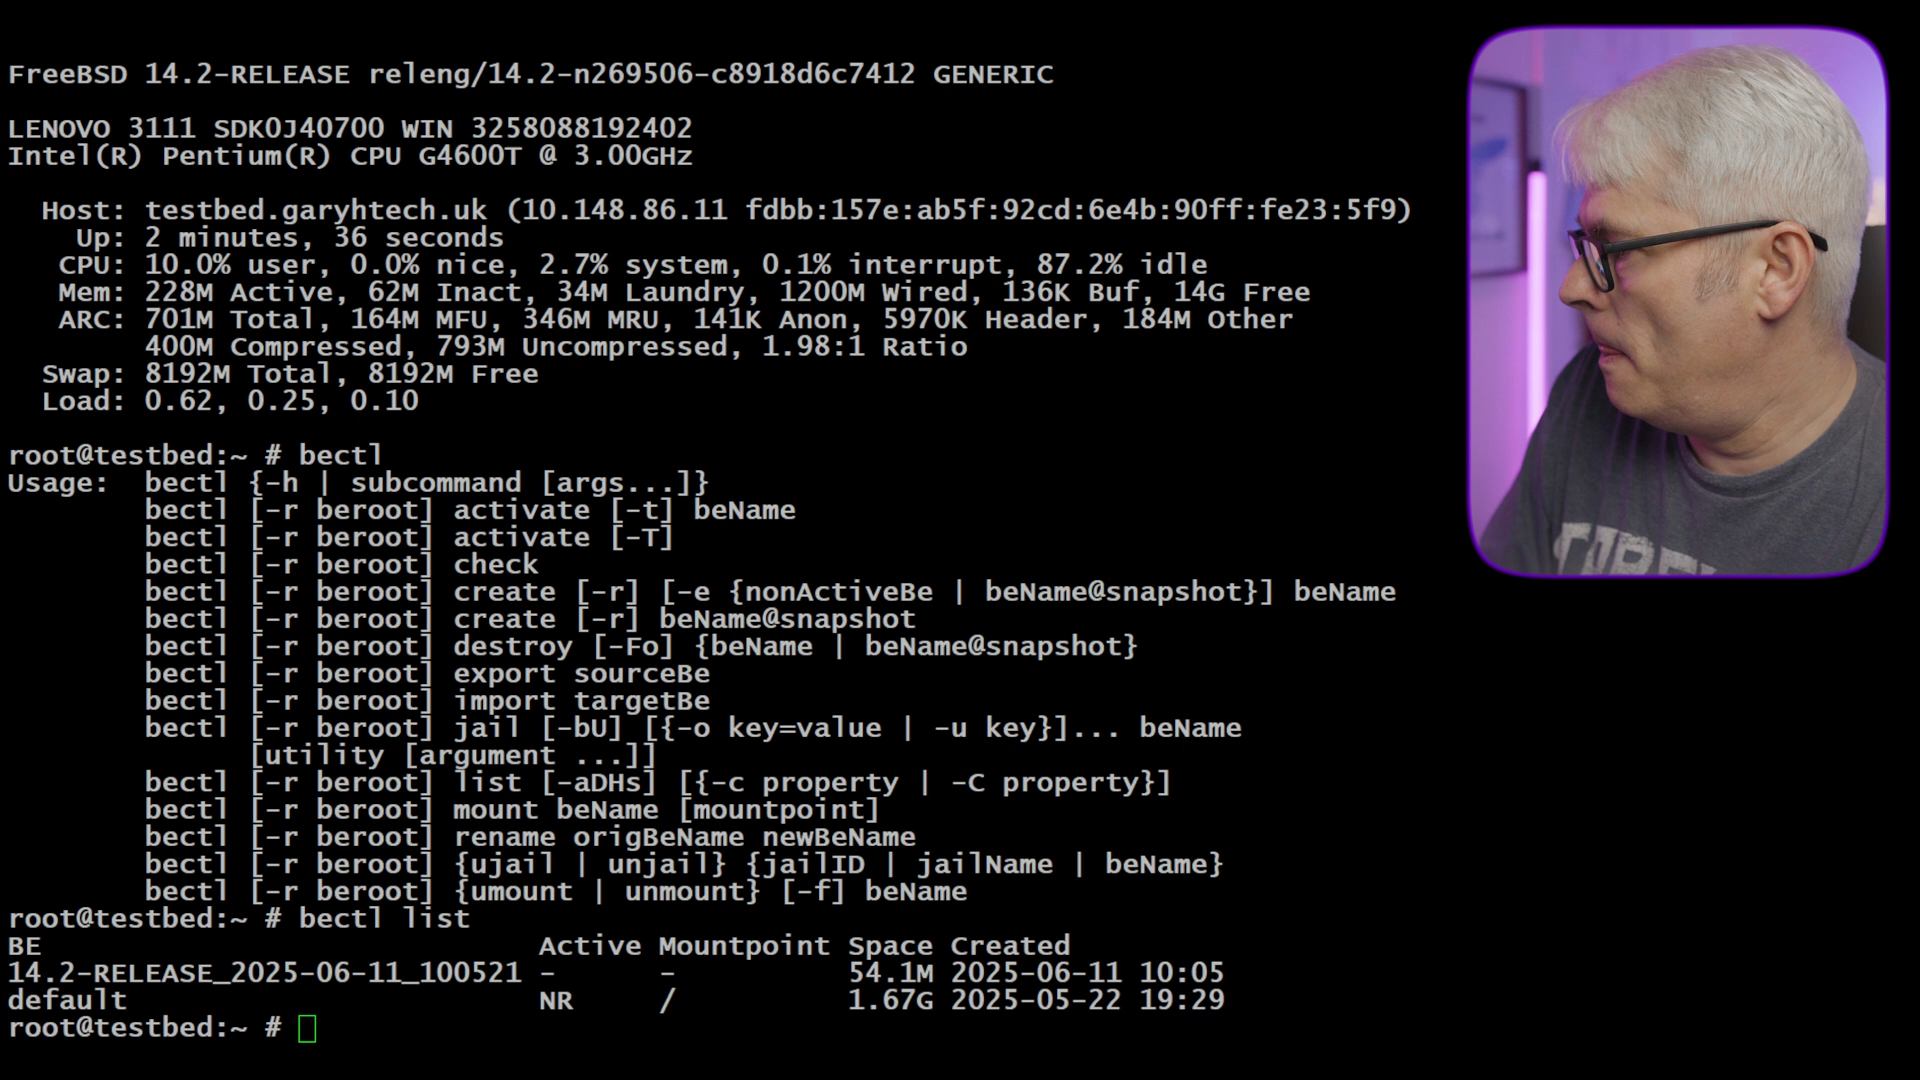 FreeBSD 14.2-RELEASE releng/14.2-n269506-c8918d6c7412 GENERIC
LENOVO 3111 SDK0J40700 WIN 3258088192402
Intel(R) Pentium(R) CPU G4600T @ 3.00GHz
Host: testbed.garyhtech.uk (10.148.86.11 fdbb:157e:ab5f:92cd:6e4b:90ff:fe23:5f9)
Up: 2 minutes, 36 seconds
CPU: 10.0% user, 0.0% nice, 2.7% system, 0.1% interrupt, 87.2% idle
Mem: 228M Active, 62M Inact, 34M Laundry, 1200M Wired, 136K Buf, 14G Free
ARC: 701M Total, 164M MFU, 346M MRU, 141K Anon, 5970K Header, 184M Other
400M Compressed, 793M Uncompressed, 1.98:1 Ratio
Swap: 8192M Total, 8192M Free
Load: 0.62, 0.25, 0.10
root@testbed:~ # bectl
Usage:  bectl {-h | subcommand [args...]}
bectl [-r beroot] activate [-t] beName
bectl [-r beroot] activate [-T]
bectl [-r beroot] check
bectl [-r beroot] create [-r] [-e {nonActiveBe | beName@snapshot}] beName
bectl [-r beroot] create [-r] beName@snapshot
bectl [-r beroot] destroy [-Fo] {beName | beName@snapshot}
bectl [-r beroot] export sourceBe
bectl [-r beroot] import targetBe
bectl [-r beroot] jail [-bU] [{-o key=value | -u key}]... beName
[utility [argument ...]]
bectl [-r beroot] list [-aDHs] [{-c property | -C property}]
bectl [-r beroot] mount beName [mountpoint]
bectl [-r beroot] rename origBeName newBeName
bectl [-r beroot] {ujail | unjail} {jailID | jailName | beName}
bectl [-r beroot] {umount | unmount} [-f] beName
root@testbed:~ # bectl list
BE Active Mountpoint Space Created
14.2-RELEASE_2025-06-11_100521 - - 54.1M 2025-06-11 10:05
default NR / 1.67G 2025-05-22 19:29
root@testbed:~ #